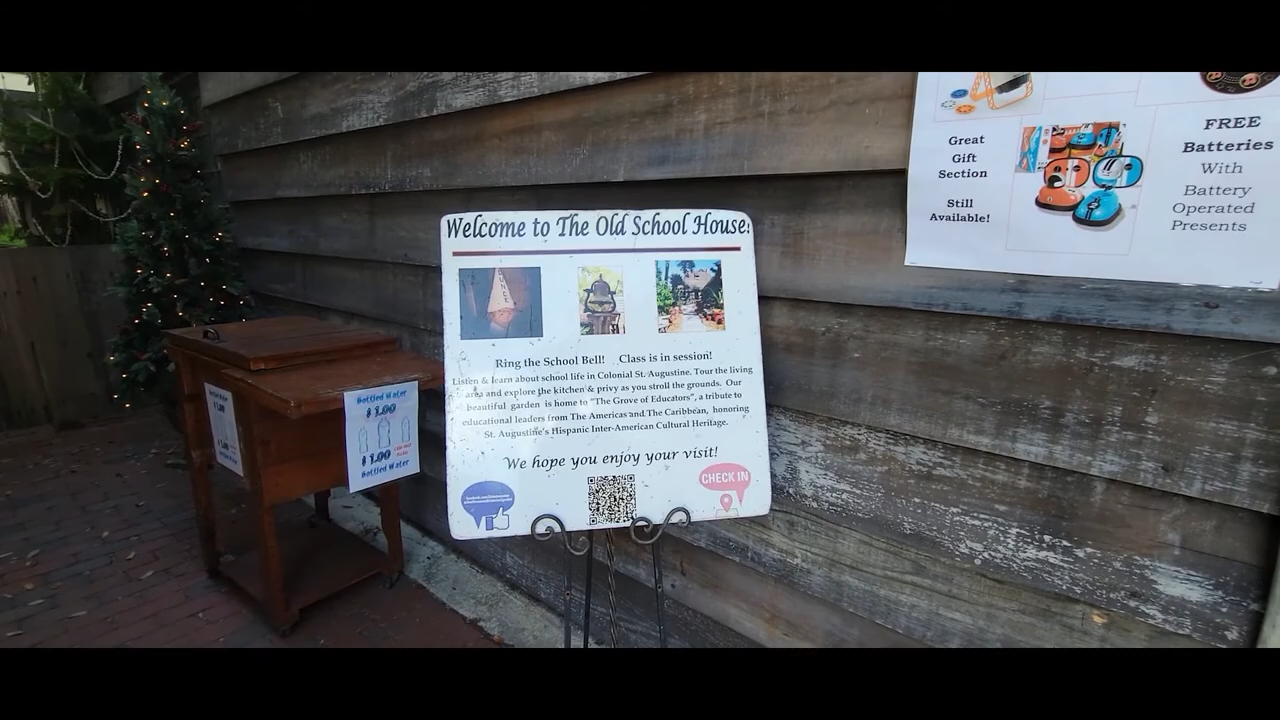 Welcome to The Old School House!
DUNCE
Ring the School Bell! Class is in session!
Listen & learn about school life in Colonial St. Augustine. Tour the living
area and explore the kitchen & privy as you stroll the grounds. Our
beautiful garden is home to "The Grove of Educators", a tribute to
educational leaders from The Americas and The Caribbean, honoring
St. Augustine's Hispanic Inter-American Cultural Heritage.
We hope you enjoy your visit!
CHECK IN
Bottled Water
$1.00
$1.00
Bottled Water
$1.00
Great
Gift
Section
Still
Available!
FREE
Batteries
With
Battery
Operated
Presents